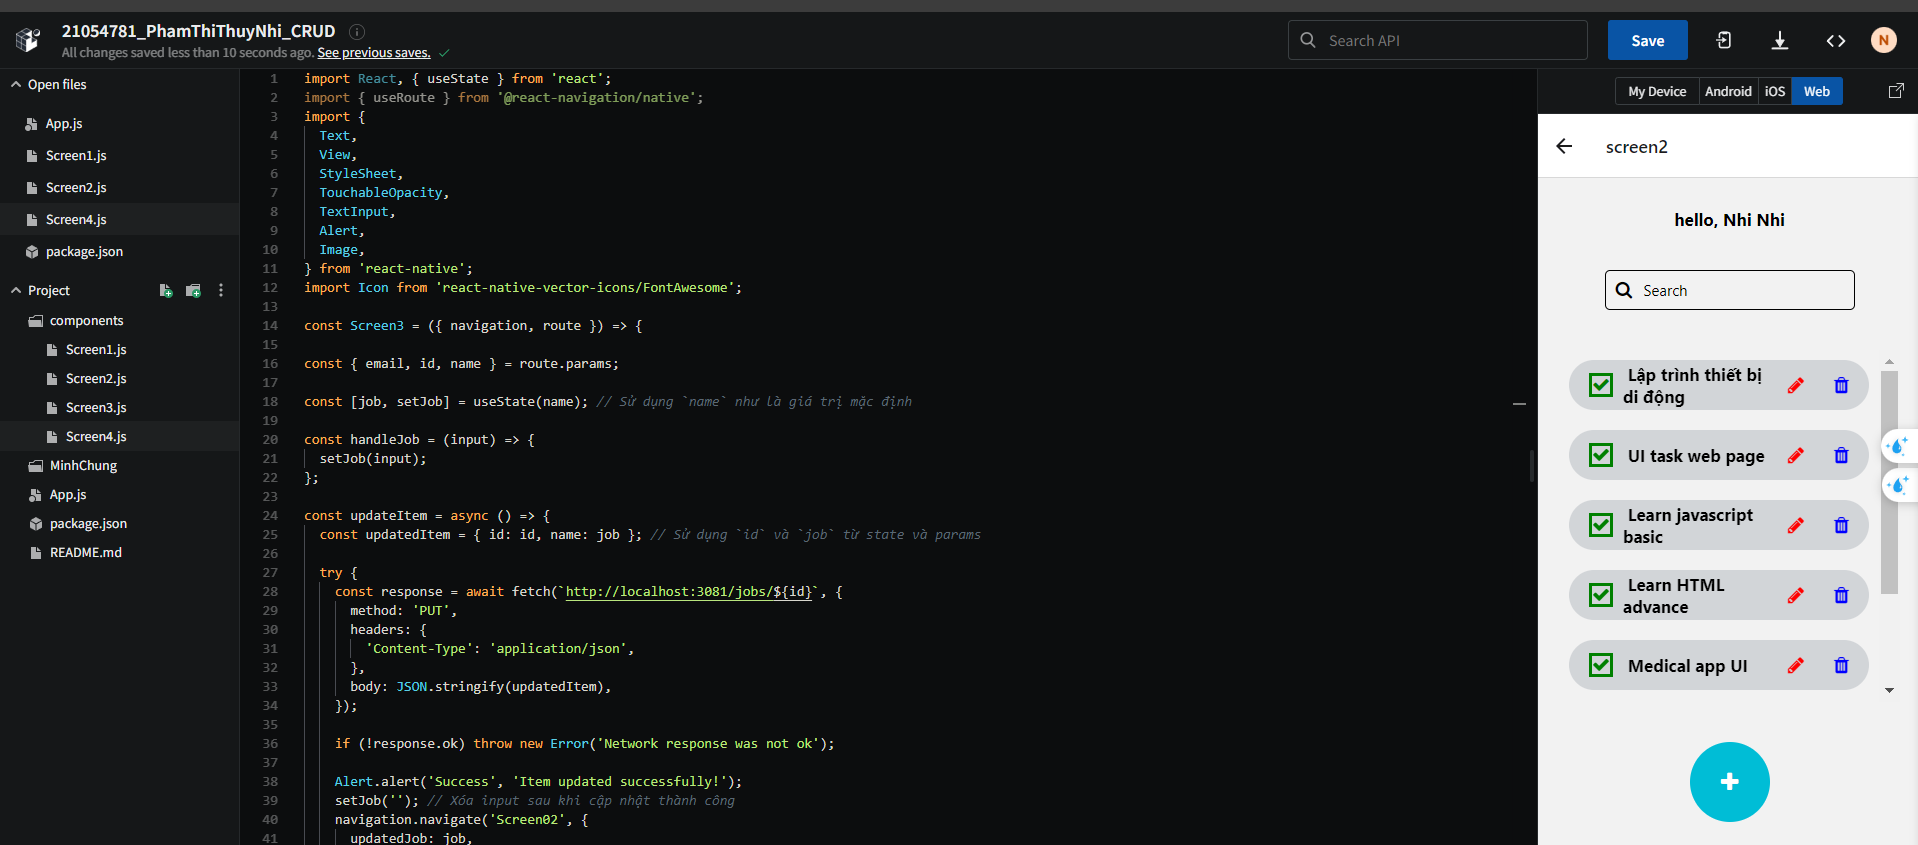 21054781_PhamThiThuyNhi_CRUD
All changes saved less than 10 seconds ago. See previous saves.
Search API
Save
N
Open files
App.js
Screen1.js
Screen2.js
Screen4.js
package.json
Project
components
Screen1.js
Screen2.js
Screen3.js
Screen4.js
MinhChung
App.js
package.json
README.md
1 import React, { useState } from 'react';
2 import { useRoute } from '@react-navigation/native';
3 import {
4 Text,
5 View,
6 StyleSheet,
7 TouchableOpacity,
8 TextInput,
9 Alert,
10 Image,
11 } from 'react-native';
12 import Icon from 'react-native-vector-icons/FontAwesome';
13
14 const Screen3 = ({ navigation, route }) => {
15
16 const { email, id, name } = route.params;
17
18 const [job, setJob] = useState(name); // Sử dụng `name` như là giá trị mặc định
19
20 const handleJob = (input) => {
21 setJob(input);
22 };
23
24 const updateItem = async () => {
25 const updatedItem = { id: id, name: job }; // Sử dụng `id` và `job` từ state và params
26
27 try {
28 const response = await fetch(`http://localhost:3081/jobs/${id}`, {
29 method: 'PUT',
30 headers: {
31 'Content-Type': 'application/json',
32 },
33 body: JSON.stringify(updatedItem),
34 });
35
36 if (!response.ok) throw new Error('Network response was not ok');
37
38 Alert.alert('Success', 'Item updated successfully!');
39 setJob(''); // Xóa input sau khi cập nhật thành công
40 navigation.navigate('Screen02', {
41 updatedJob: job,
My Device Android iOS Web
screen2
hello, Nhi Nhi
Search
Lập trình thiết bị
di động
UI task web page
Learn javascript
basic
Learn HTML
advance
Medical app UI
+